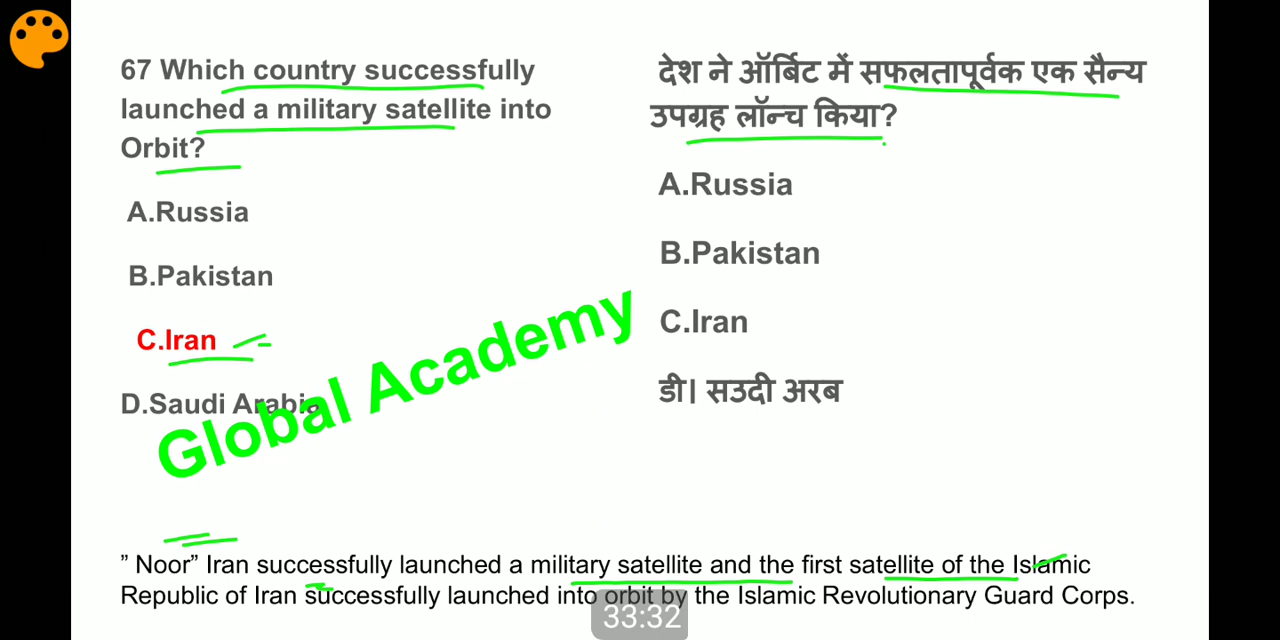 67 Which country successfully
launched a military satellite into
Orbit?
A.Russia
B.Pakistan
C.Iran
D.Saudi Arabia
देश ने ऑर्बिट में सफलतापूर्वक एक सैन्य
उपग्रह लॉन्च किया?
A.Russia
B.Pakistan
C.Iran
डी। सउदी अरब
Global Academy
” Noor” Iran successfully launched a military satellite and the first satellite of the Islamic
Republic of Iran successfully launched into orbit by the Islamic Revolutionary Guard Corps.
33:32